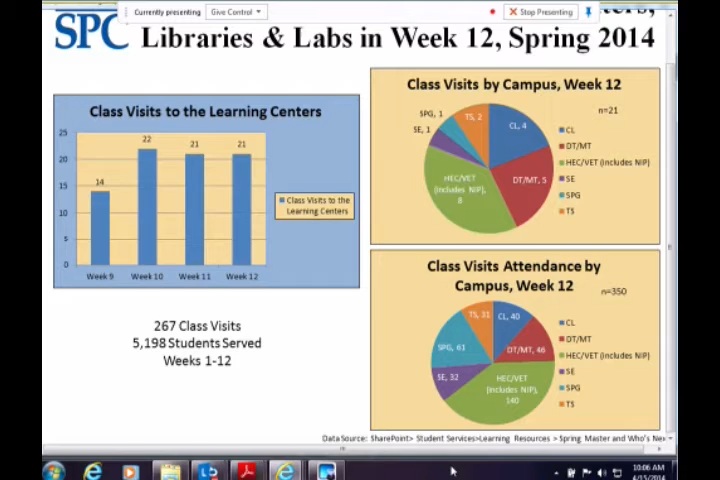 Currently presenting Give Control Stop Presenting
SPC Libraries & Labs in Week 12, Spring 2014
Class Visits to the Learning Centers
25
20
15
10
5
0
14
22
21
21
Week 9 Week 10 Week 11 Week 12
Class Visits to the
Learning Centers
267 Class Visits
5,198 Students Served
Weeks 1-12
Class Visits by Campus, Week 12
n=21
SPG, 1
TS, 2
CL, 4
SE, 1
DT/MT, 5
HEC/VET
(includes NIP),
8
CL
DT/MT
HEC/VET (includes NIP)
SE
SPG
TS
Class Visits Attendance by
Campus, Week 12
n=350
TS, 31
CL, 40
SPG, 61
DT/MT, 46
SE, 32
HEC/VET
(includes NIP),
140
CL
DT/MT
HEC/VET (includes NIP)
SE
SPG
TS
Data Source: SharePoint> Student Services>Learning Resources > Spring Master and Who's Nex
10:06 AM
4/15/2014